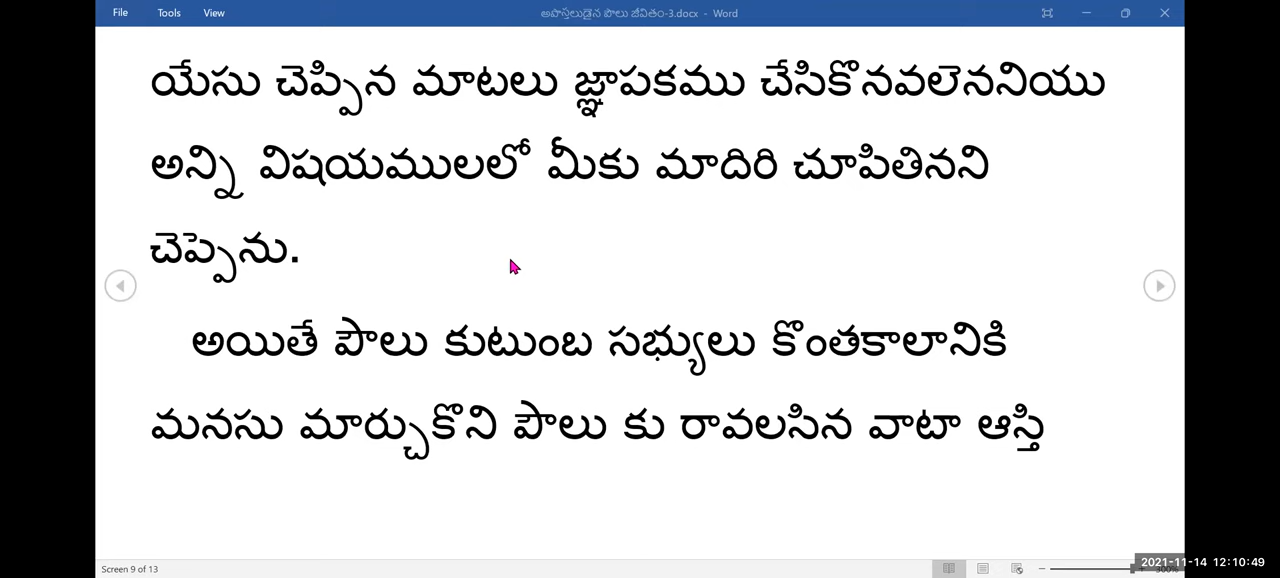 File Tools View అపొస్తలుడైన పౌలు జీవితం-3.docx - Word
యేసు చెప్పిన మాటలు జ్ఞాపకము చేసికొనవలెననియు
అన్ని విషయములలో మీకు మాదిరి చూపితినని
చెప్పెను.
అయితే పౌలు కుటుంబ సభ్యులు కొంతకాలానికి
మనసు మార్చుకొని పౌలు కు రావలసిన వాటా ఆస్తి
Screen 9 of 13
2021-11-14 12:10:49